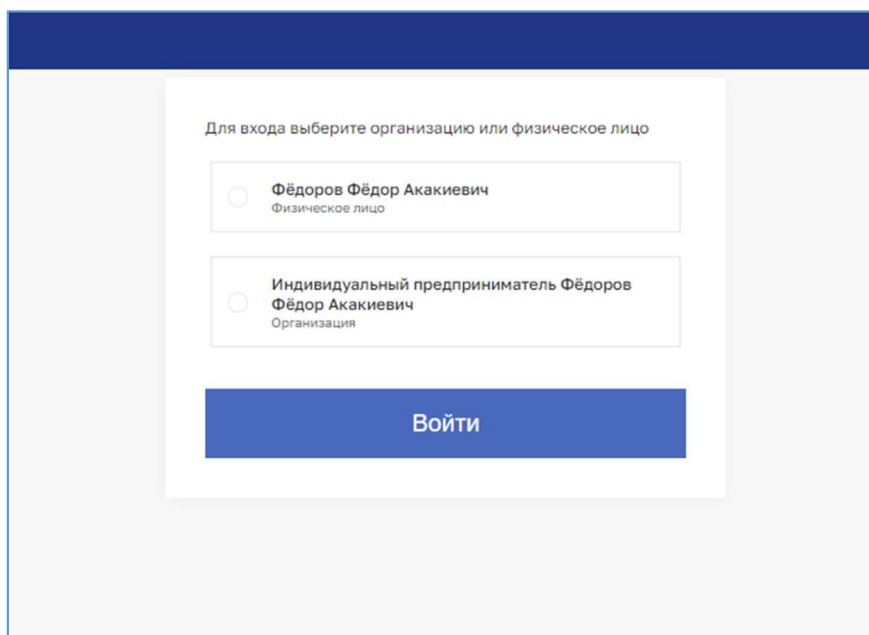 Для входа выберите организацию или физическое лицо
Фёдоров Фёдор Акакиевич
Физическое лицо
Индивидуальный предприниматель Фёдоров
Фёдор Акакиевич
Организация
Войти